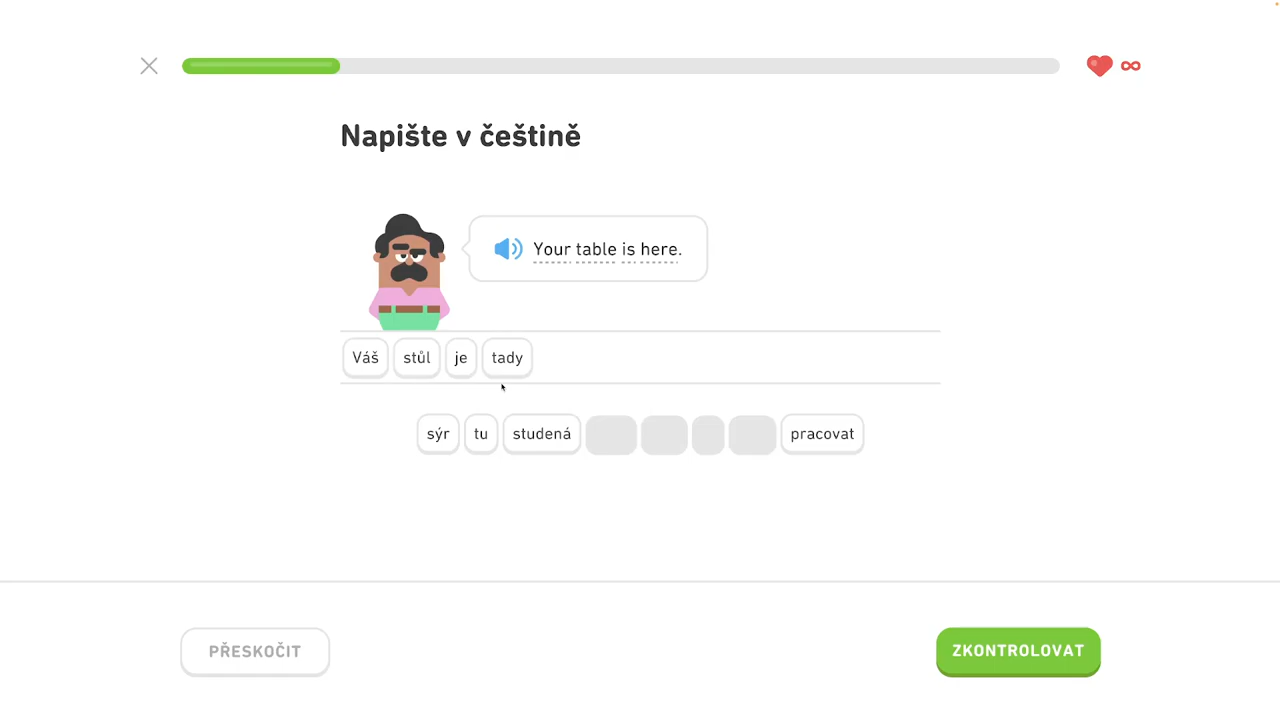 ∞
Napište v češtině
Your table is here.
Váš stůl je tady
sýr tu studená pracovat
PŘESKOČIT ZKONTROLOVAT